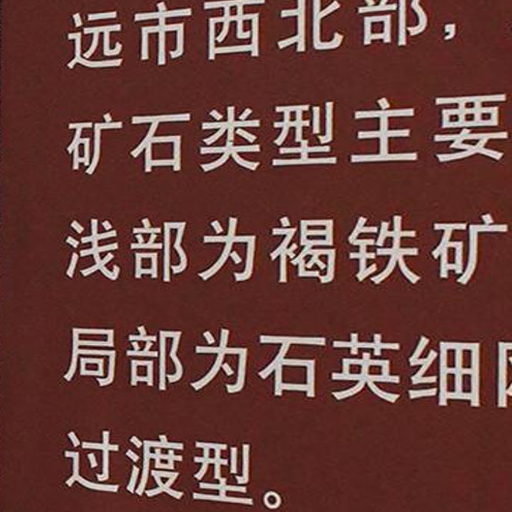 远市西北部，
矿石类型主要
浅部为褐铁矿
局部为石英细
过渡型。